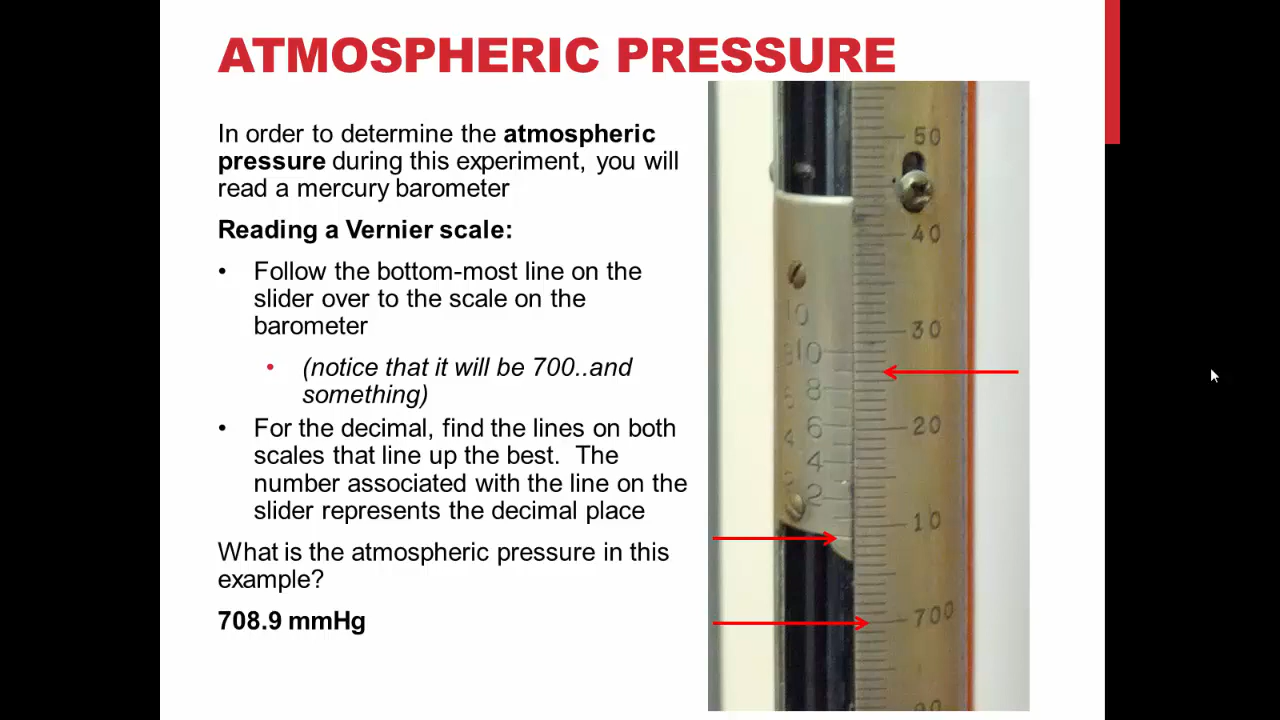 ATMOSPHERIC PRESSURE
In order to determine the atmospheric
pressure during this experiment, you will
read a mercury barometer
Reading a Vernier scale:
• Follow the bottom-most line on the
slider over to the scale on the
barometer
• (notice that it will be 700..and
something)
• For the decimal, find the lines on both
scales that line up the best. The
number associated with the line on the
slider represents the decimal place
What is the atmospheric pressure in this
example?
708.9 mmHg
50
40
30
20
10
700
10
10
8
6
4
2